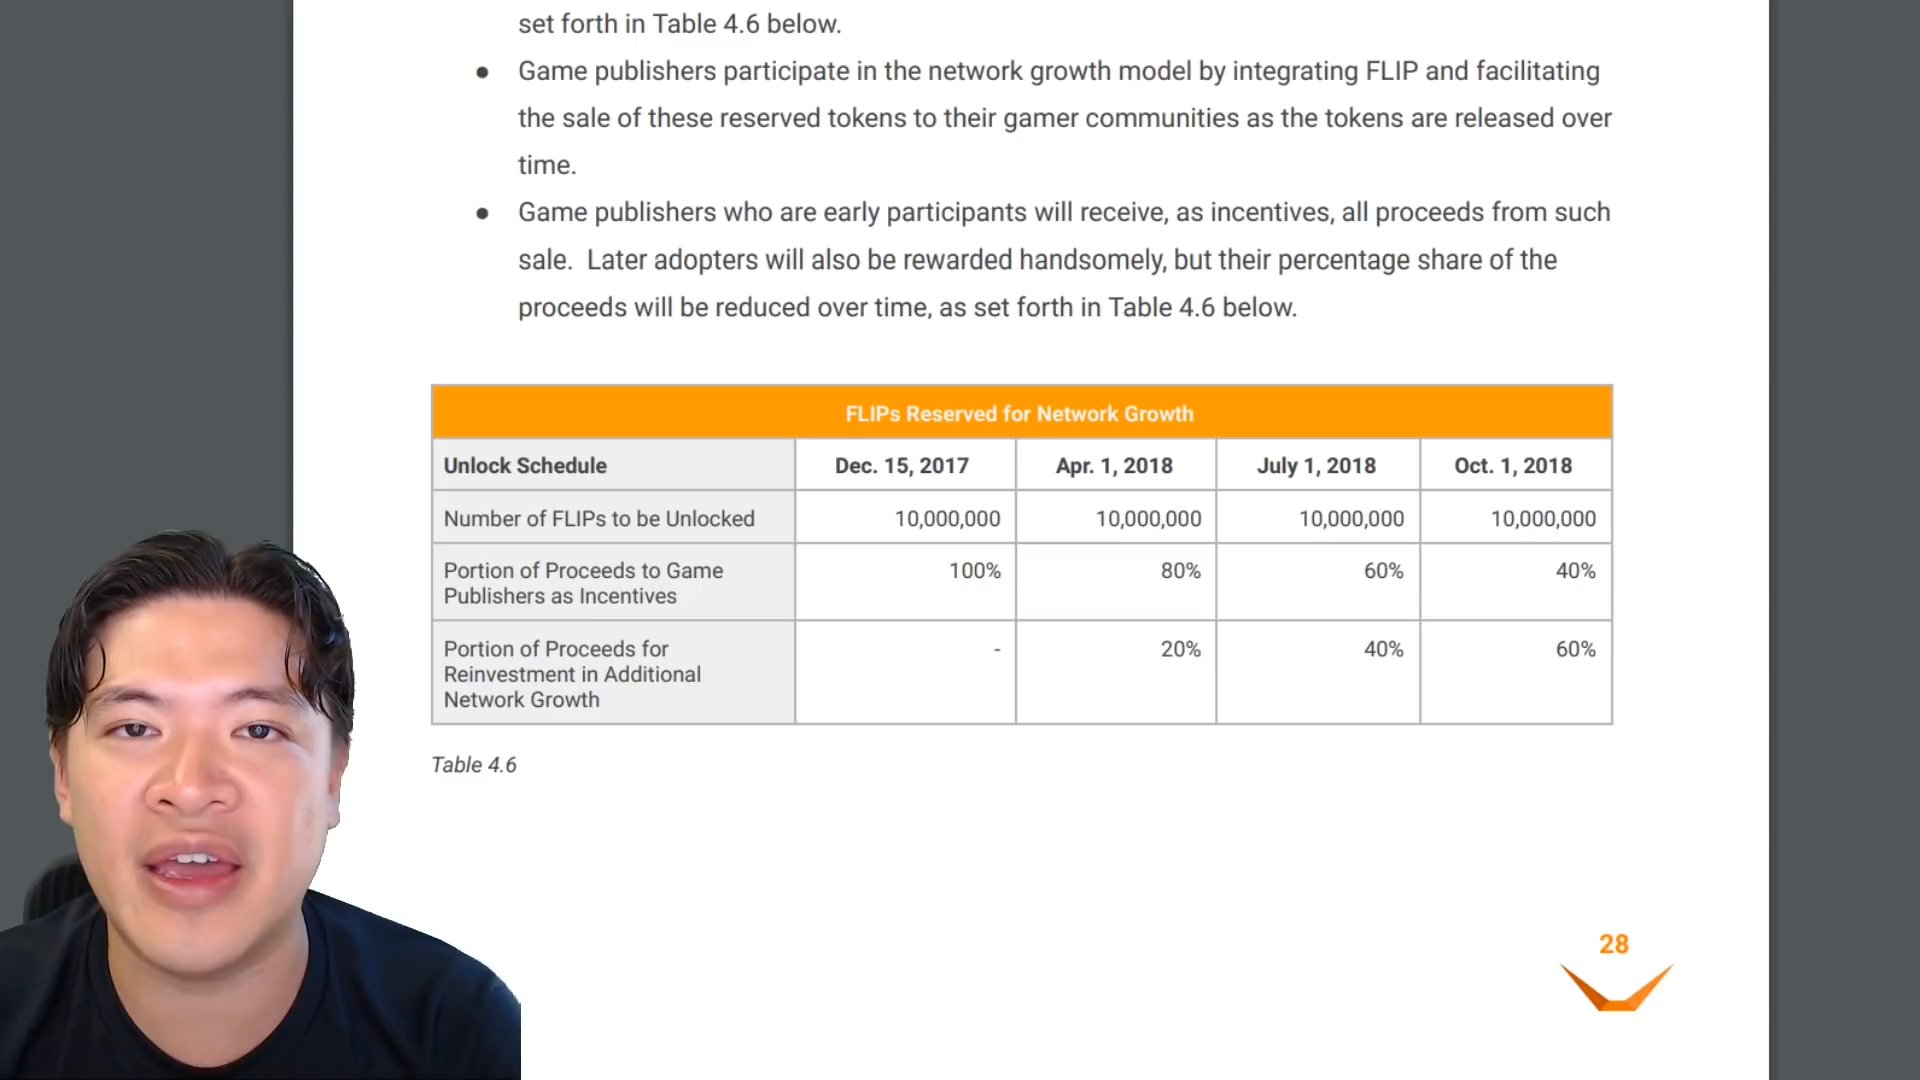 set forth in Table 4.6 below.
● Game publishers participate in the network growth model by integrating FLIP and facilitating
the sale of these reserved tokens to their gamer communities as the tokens are released over
time.
● Game publishers who are early participants will receive, as incentives, all proceeds from such
sale.  Later adopters will also be rewarded handsomely, but their percentage share of the
proceeds will be reduced over time, as set forth in Table 4.6 below.
FLIPs Reserved for Network Growth
Unlock Schedule Dec. 15, 2017 Apr. 1, 2018 July 1, 2018 Oct. 1, 2018
Number of FLIPs to be Unlocked 10,000,000 10,000,000 10,000,000 10,000,000
Portion of Proceeds to Game 100% 80% 60% 40%
Publishers as Incentives
Portion of Proceeds for - 20% 40% 60%
Reinvestment in Additional
Network Growth
Table 4.6
28